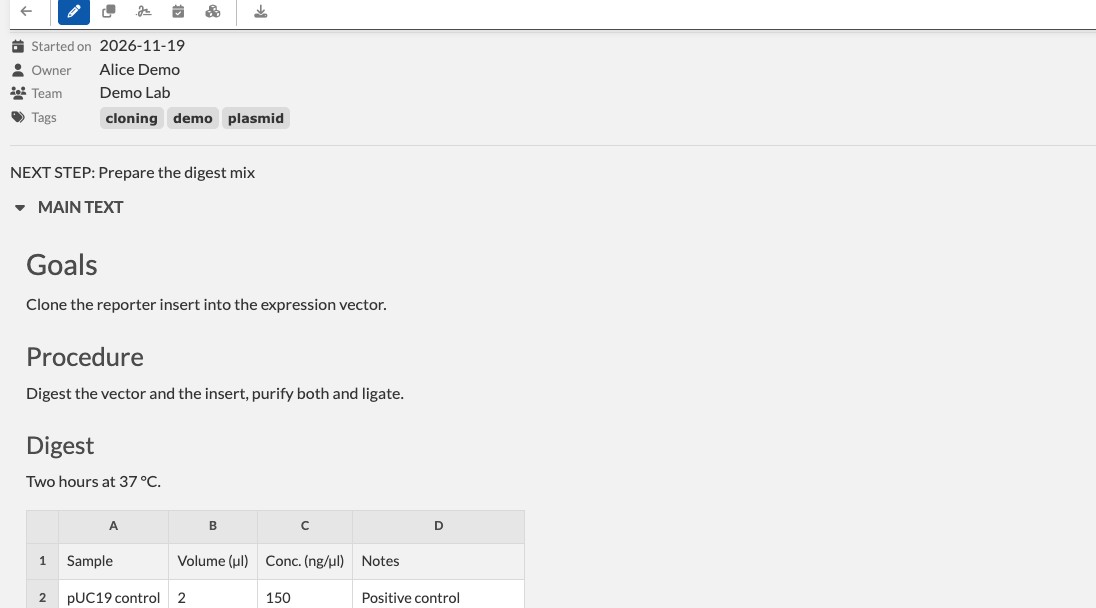 Started on 2026-11-19
Owner Alice Demo
Team Demo Lab
Tags cloning demo plasmid
NEXT STEP: Prepare the digest mix
MAIN TEXT
Goals
Clone the reporter insert into the expression vector.
Procedure
Digest the vector and the insert, purify both and ligate.
Digest
Two hours at 37 °C.
A B C D
1 Sample Volume (µl) Conc. (ng/µl) Notes
2 pUC19 control 2 150 Positive control